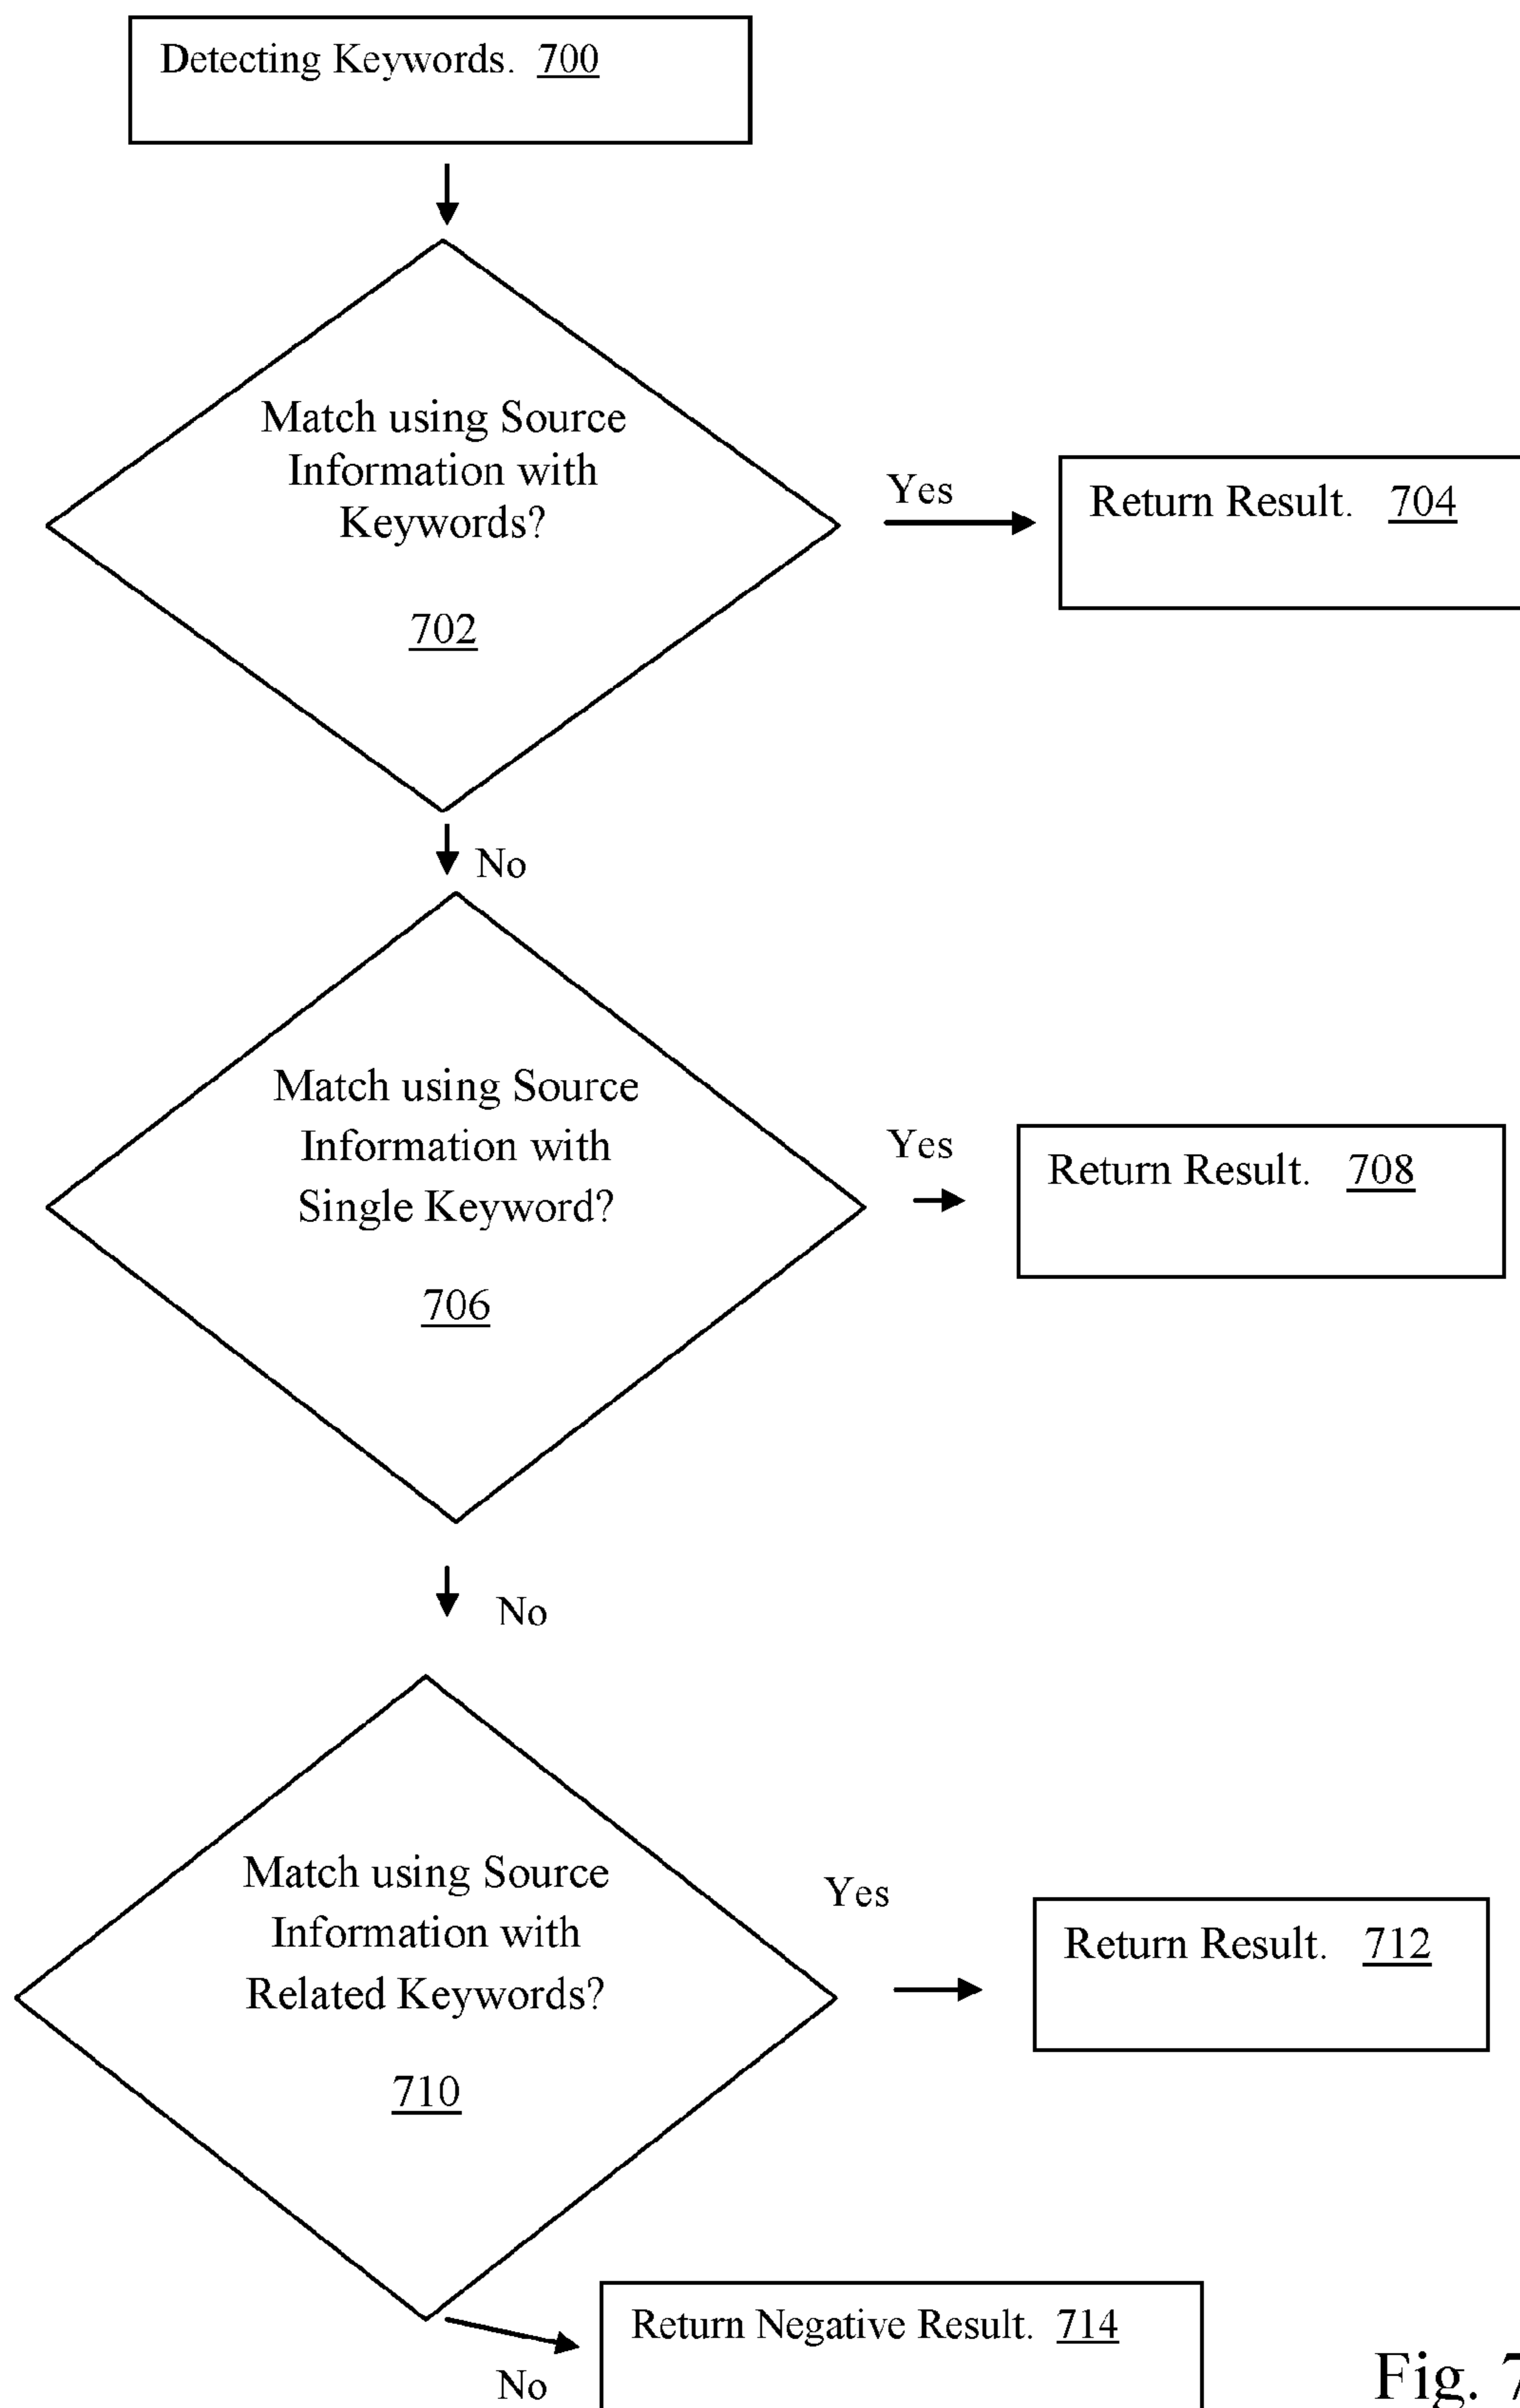 Detecting Keywords. 700
Match using Source
Information with
Keywords?
702
Yes
Return Result. 704
No
Match using Source
Information with
Single Keyword?
706
Yes
Return Result. 708
No
Match using Source
Information with
Related Keywords?
710
Yes
Return Result. 712
Return Negative Result. 714
No
Fig. 7